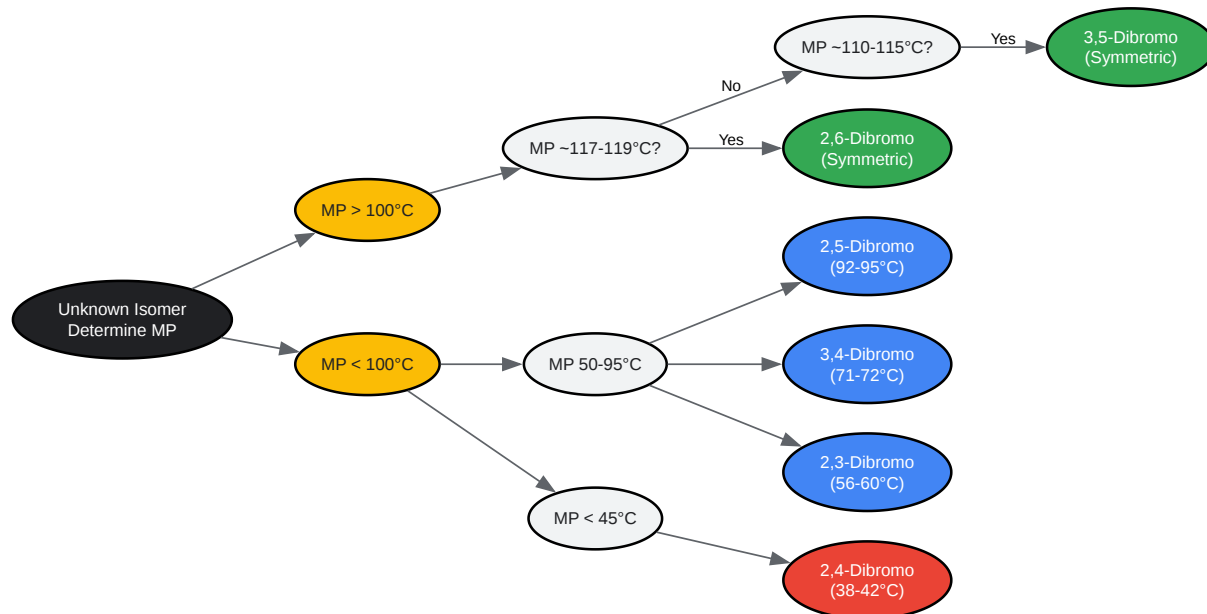 MP ~110-115°C?
Yes
3,5-Dibromo
(Symmetric)
No
MP ~117-119°C?
Yes
2,6-Dibromo
(Symmetric)
MP > 100°C
2,5-Dibromo
(92-95°C)
Unknown Isomer
Determine MP
MP < 100°C
MP 50-95°C
3,4-Dibromo
(71-72°C)
2,3-Dibromo
(56-60°C)
MP < 45°C
2,4-Dibromo
(38-42°C)